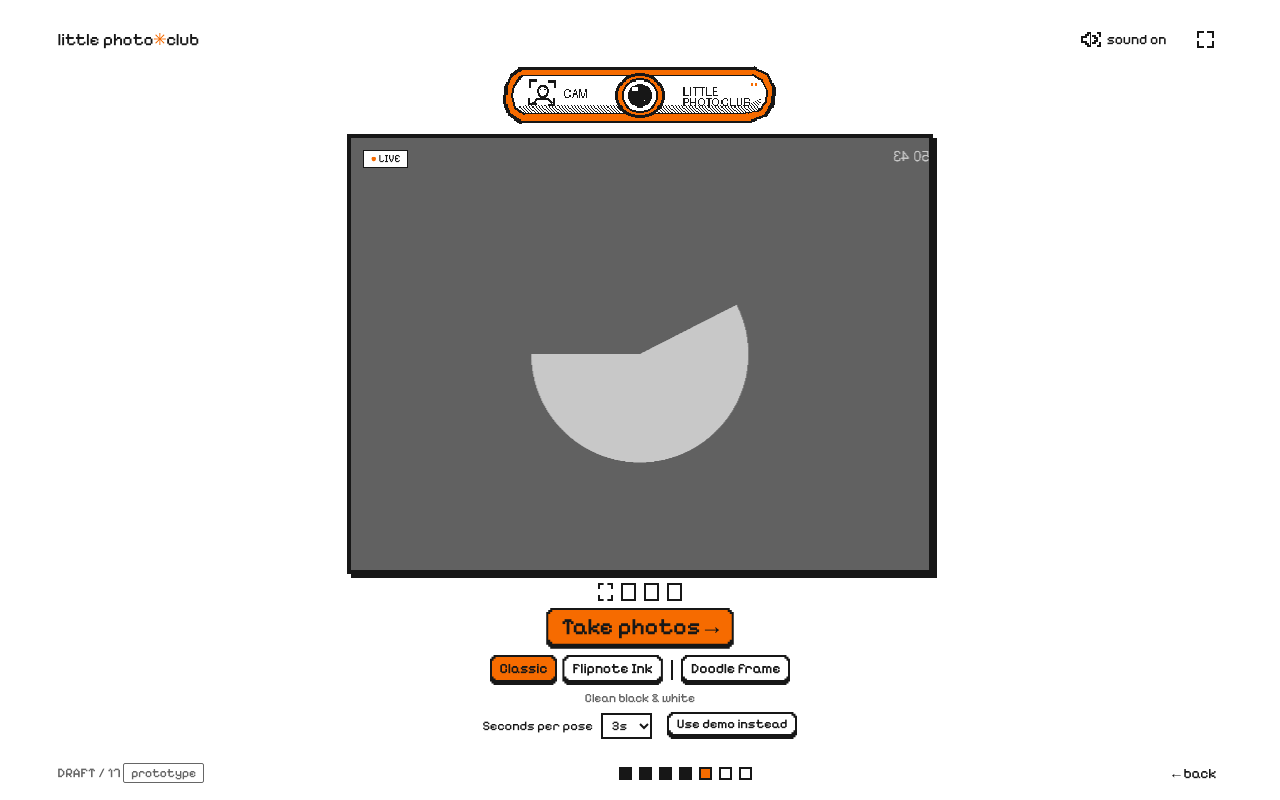 little photo✳club
sound on
CAM
LITTLE
PHOTOCLUB
LIVE
50 43
Take photos→
Classic
Flipnote Ink
Doodle Frame
Clean black & white
Seconds per pose
3s
Use demo instead
DRAFT / 17
prototype
←back